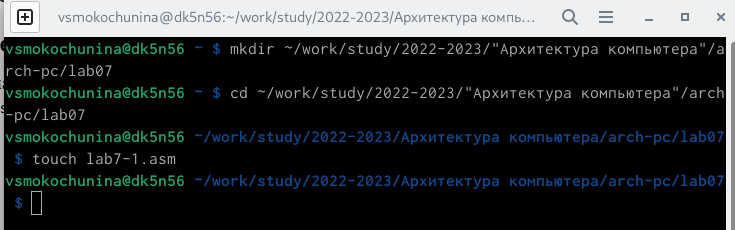 vsmokochunina@dk5n56:~/work/study/2022-2023/Архитектура компь…
vsmokochunina@dk5n56 ~ $ mkdir ~/work/study/2022-2023/"Архитектура компьютера"/a
rch-pc/lab07
vsmokochunina@dk5n56 ~ $ cd ~/work/study/2022-2023/"Архитектура компьютера"/arch
-pc/lab07
vsmokochunina@dk5n56 ~/work/study/2022-2023/Архитектура компьютера/arch-pc/lab07
$ touch lab7-1.asm
vsmokochunina@dk5n56 ~/work/study/2022-2023/Архитектура компьютера/arch-pc/lab07
$